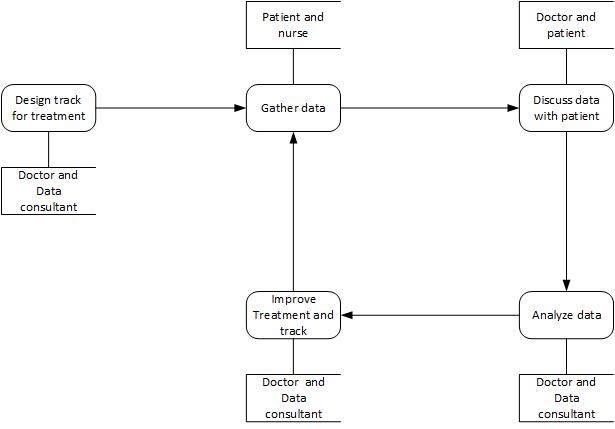 Patient and
nurse
Doctor and
patient
Design track
for treatment
Gather data
Discuss data
with patient
Doctor and
Data
consultant
Improve
Treatment and
track
Analyze data
Doctor and
Data
consultant
Doctor and
Data
consultant